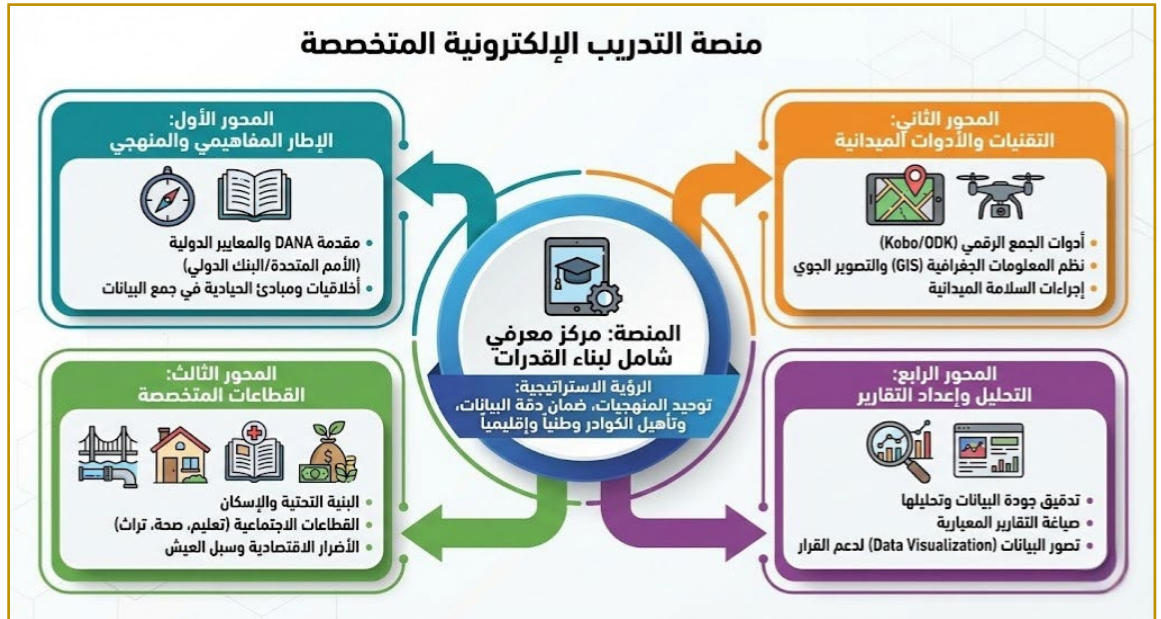 منصة التدريب الإلكترونية المتخصصة
المحور الأول:
الإطار المفاهيمي والمنهجي
مقدمة DANA والمعايير الدولية
(الأمم المتحدة/البنك الدولي)
أخلاقيات ومبادئ الحيادية في جمع البيانات
المحور الثاني:
التقنيات والأدوات الميدانية
أدوات الجمع الرقمي (Kobo/ODK)
نظم المعلومات الجغرافية (GIS) والتصوير الجوي
إجراءات السلامة الميدانية
المنصة: مركز معرفي
شامل لبناء القدرات
الرؤية الاستراتيجية:
توحيد المنهجيات، ضمان دقة البيانات،
وتأهيل الكوادر وطنياً وإقليمياً
المحور الثالث:
القطاعات المتخصصة
البنية التحتية والإسكان
القطاعات الاجتماعية (تعليم، صحة، تراث)
الأضرار الاقتصادية وسبل العيش
المحور الرابع:
التحليل وإعداد التقارير
تدقيق جودة البيانات وتحليلها
صياغة التقارير المعيارية
تصور البيانات (Data Visualization) لدعم القرار